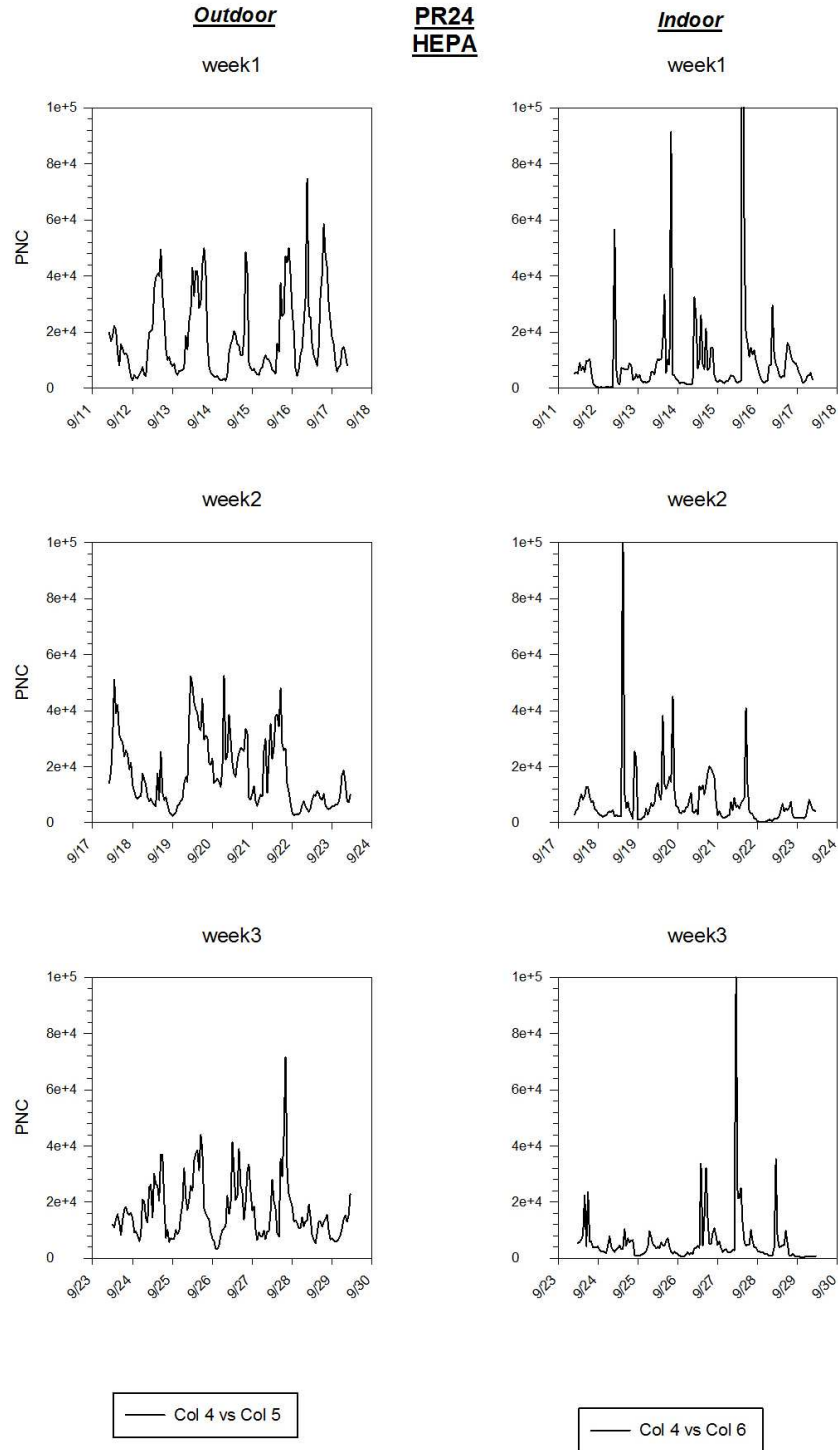 Outdoor
PR24
HEPA
Indoor
week1
week1
1e+5
8e+4
6e+4
4e+4
2e+4
0
PNC
9/11
9/12
9/13
9/14
9/15
9/16
9/17
9/18
1e+5
8e+4
6e+4
4e+4
2e+4
0
9/11
9/12
9/13
9/14
9/15
9/16
9/17
9/18
week2
week2
1e+5
8e+4
6e+4
4e+4
2e+4
0
PNC
9/17
9/18
9/19
9/20
9/21
9/22
9/23
9/24
1e+5
8e+4
6e+4
4e+4
2e+4
0
9/17
9/18
9/19
9/20
9/21
9/22
9/23
9/24
week3
week3
1e+5
8e+4
6e+4
4e+4
2e+4
0
PNC
9/23
9/24
9/25
9/26
9/27
9/28
9/29
9/30
1e+5
8e+4
6e+4
4e+4
2e+4
0
9/23
9/24
9/25
9/26
9/27
9/28
9/29
9/30
Col 4 vs Col 5
Col 4 vs Col 6